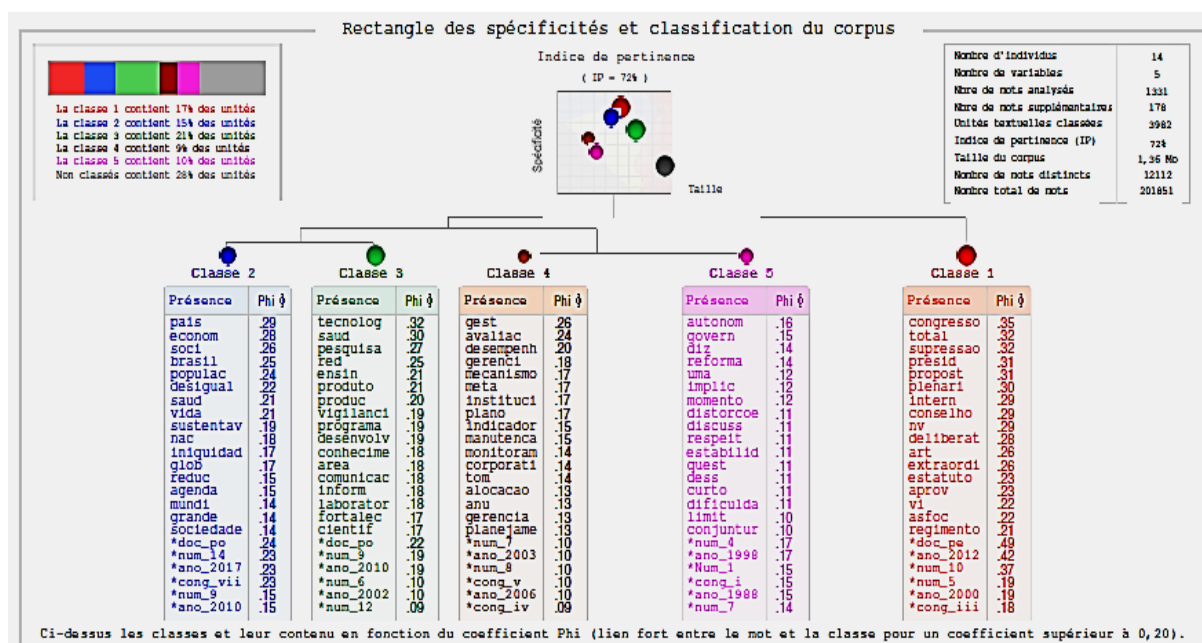 Rectangle des spécificités et classification du corpus
La classe 1 contient 17% des unités
La classe 2 contient 15% des unités
La classe 3 contient 21% des unités
La classe 4 contient 9% des unités
La classe 5 contient 10% des unités
Non classés contient 28% des unités
Indice de pertinence
( IP = 72% )
Spécificité
Taille
Nombre d'individus 14
Nombre de variables 5
Nbre de mots analysés 1331
Nbre de mots supplémentaires 178
Unités textuelles classées 3982
Indice de pertinence (IP) 72%
Taille du corpus 1,36 Mo
Nombre de mots distincts 12112
Nombre total de mots 201851
Classe 2
Présence Phi ϕ
pais .29
econom .28
soci .26
brasil .25
populac .24
desigual .22
saud .21
vida .21
sustentav .19
nac .18
iniquidad .17
glob .17
reduc .15
agenda .15
mundi .14
grande .14
sociedade .14
*doc_po .24
*num_14 .23
*ano_2017 .23
*cong_vii .23
*num_9 .15
*ano_2010 .15
Classe 3
Présence Phi ϕ
tecnolog .32
saud .30
pesquisa .27
red .25
ensin .21
produto .21
produc .20
vigilanci .19
programa .19
desenvolv .19
conhecime .18
area .18
comunicac .18
inform .18
laborator .18
fortalec .17
cientif .17
*doc_po .22
*num_9 .19
*ano_2010 .19
*num_6 .10
*ano_2002 .10
*num_12 .09
Classe 4
Présence Phi ϕ
gest .26
avaliac .24
desempenh .20
gerenci .18
mecanismo .17
meta .17
instituci .17
plano .17
indicador .15
manutenca .15
monitoram .14
corporati .14
tom .14
alocacao .13
anu .13
gerencia .13
planejame .13
*num_7 .10
*ano_2003 .10
*num_8 .10
*cong_v .10
*ano_2006 .10
*cong_iv .09
Classe 5
Présence Phi ϕ
autonom .16
govern .15
diz .14
reforma .14
uma .12
implic .12
momento .12
distorcoe .11
discuss .11
respeit .11
estabilid .11
quest .11
dess .11
curto .11
dificulda .11
limit .10
conjuntur .10
*num_4 .17
*ano_1998 .17
*Num_1 .15
*cong_i .15
*ano_1988 .15
*num_7 .14
Classe 1
Présence Phi ϕ
congresso .35
total .32
supressao .32
presid .31
propost .31
plenari .30
intern .29
conselho .29
nv .29
deliberat .28
art .26
extraordi .26
estatuto .23
aprov .23
vi .22
asfoc .22
regimento .21
*doc_pe .49
*ano_2012 .42
*num_10 .37
*num_5 .19
*ano_2000 .19
*cong_iii .18
Ci-dessus les classes et leur contenu en fonction du coefficient Phi (lien fort entre le mot et la classe pour un coefficient supérieur à 0,20).